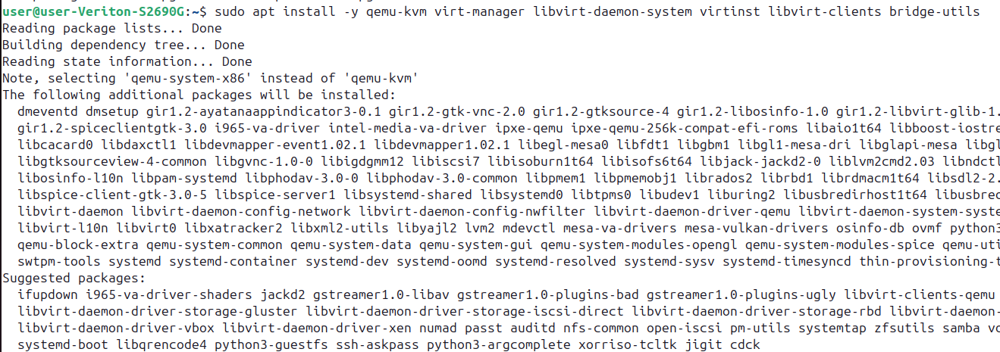 user@user-Veriton-S2690G:~$ sudo apt install -y qemu-kvm virt-manager libvirt-daemon-system virtinst libvirt-clients bridge-utils
Reading package lists... Done
Building dependency tree... Done
Reading state information... Done
Note, selecting 'qemu-system-x86' instead of 'qemu-kvm'
The following additional packages will be installed:
dmeventd dmsetup gir1.2-ayatanaappindicator3-0.1 gir1.2-gtk-vnc-2.0 gir1.2-gtksource-4 gir1.2-libosinfo-1.0 gir1.2-libvirt-glib-1.
gir1.2-spiceclientgtk-3.0 i965-va-driver intel-media-va-driver ipxe-qemu ipxe-qemu-256k-compat-efi-roms libaio1t64 libboost-iostre
libcacard0 libdaxctl1 libdevmapper-event1.02.1 libdevmapper1.02.1 libegl-mesa0 libfdt1 libgbm1 libgl1-mesa-dri libglapi-mesa libgl
libgtksourceview-4-common libgvnc-1.0-0 libigdgmm12 libiscsi7 libisoburn1t64 libisofs6t64 libjack-jackd2-0 liblvm2cmd2.03 libndctl
libosinfo-l10n libpam-systemd libphodav-3.0-0 libphodav-3.0-common libpmem1 libpmemobj1 librados2 librbd1 librdmacm1t64 libsdl2-2.
libspice-client-gtk-3.0-5 libspice-server1 libsystemd-shared libsystemd0 libtpms0 libudev1 liburing2 libusbredirhost1t64 libusbred
libvirt-daemon libvirt-daemon-config-network libvirt-daemon-config-nwfilter libvirt-daemon-driver-qemu libvirt-daemon-system-syste
libvirt-l10n libvirt0 libxatracker2 libxml2-utils libyajl2 lvm2 mdevctl mesa-va-drivers mesa-vulkan-drivers osinfo-db ovmf python3
qemu-block-extra qemu-system-common qemu-system-data qemu-system-gui qemu-system-modules-opengl qemu-system-modules-spice qemu-uti
swtpm-tools systemd systemd-container systemd-dev systemd-oomd systemd-resolved systemd-sysv systemd-timesyncd thin-provisioning-t
Suggested packages:
ifupdown i965-va-driver-shaders jackd2 gstreamer1.0-libav gstreamer1.0-plugins-bad gstreamer1.0-plugins-ugly libvirt-clients-qemu
libvirt-daemon-driver-storage-gluster libvirt-daemon-driver-storage-iscsi-direct libvirt-daemon-driver-storage-rbd libvirt-daemon-
libvirt-daemon-driver-vbox libvirt-daemon-driver-xen numad passt auditd nfs-common open-iscsi pm-utils systemtap zfsutils samba vd
systemd-boot libqrencode4 python3-guestfs ssh-askpass python3-argcomplete xorriso-tcltk jigit cdck